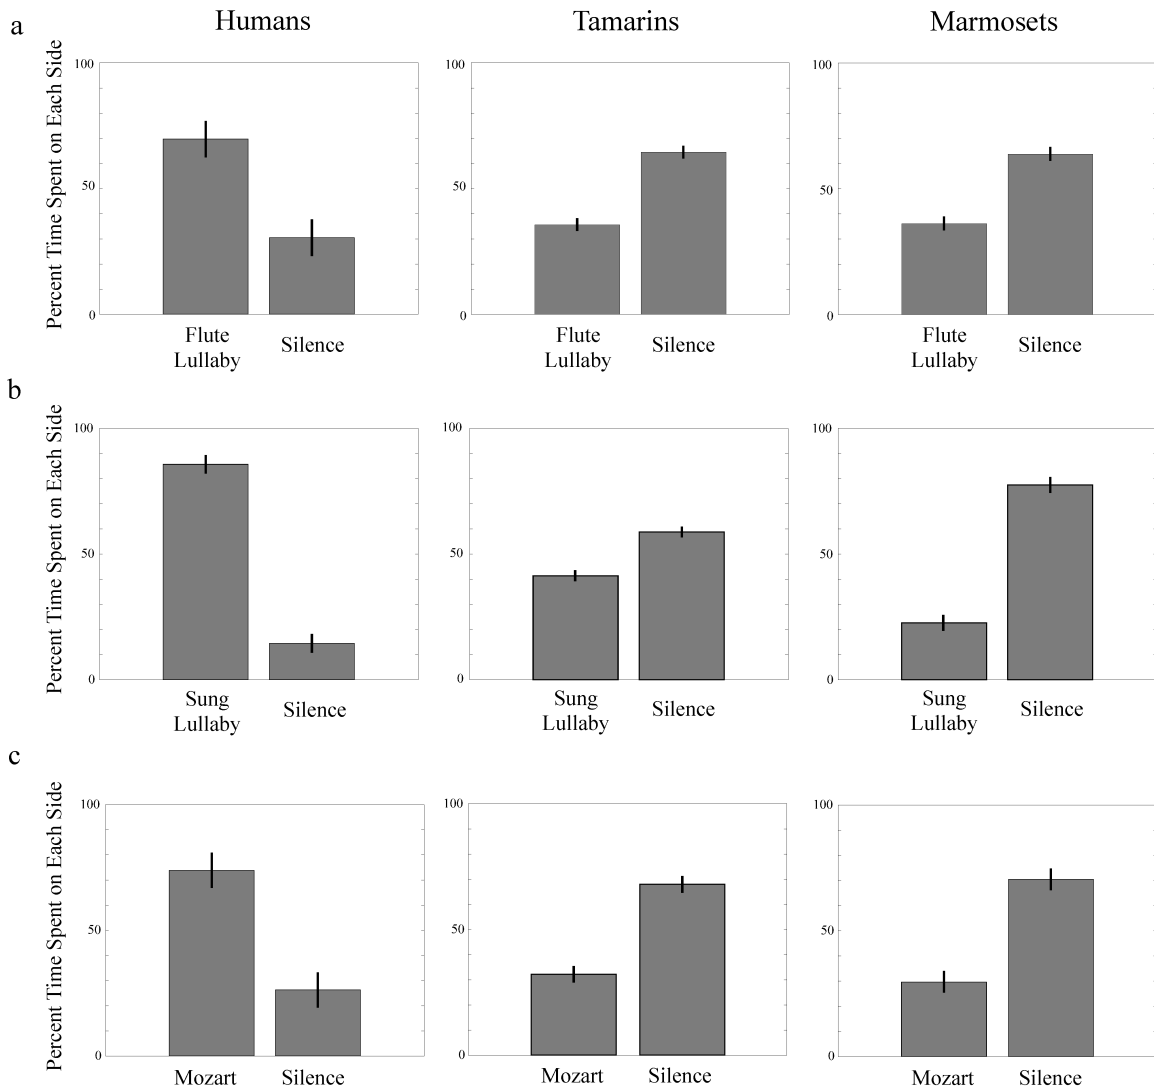 Humans Tamarins Marmosets
a
Percent Time Spent on Each Side
100 100 100
50 50 50
0 0 0
Flute Silence Flute Silence Flute Silence
Lullaby Lullaby Lullaby
b
Percent Time Spent on Each Side
100 100 100
50 50 50
0 0 0
Sung Silence Sung Silence Sung Silence
Lullaby Lullaby Lullaby
c
Percent Time Spent on Each Side
100 100 100
50 50 50
0 0 0
Mozart Silence Mozart Silence Mozart Silence